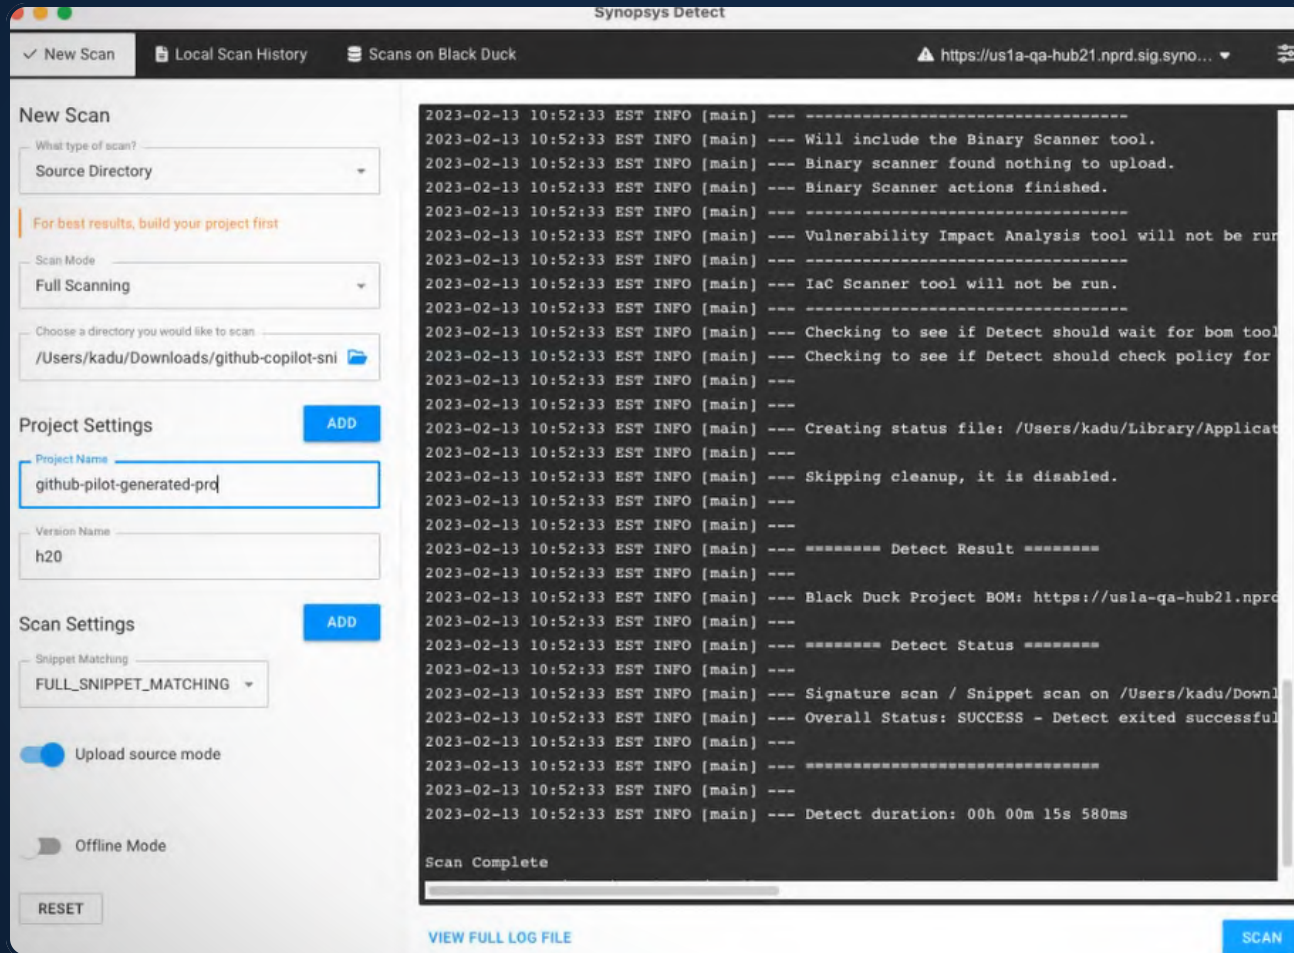 Synopsys Detect
New Scan
Local Scan History
Scans on Black Duck
https://us1a-qa-hub21.nprd.sig.syno...
New Scan
What type of scan?
Source Directory
For best results, build your project first
Scan Mode
Full Scanning
Choose a directory you would like to scan
/Users/kadu/Downloads/github-copilot-sni
Project Settings
ADD
Project Name
github-pilot-generated-pro
Version Name
h20
Scan Settings
ADD
Snippet Matching
FULL_SNIPPET_MATCHING
Upload source mode
Offline Mode
RESET
2023-02-13 10:52:33 EST INFO [main] --- ----------------------------------
2023-02-13 10:52:33 EST INFO [main] --- Will include the Binary Scanner tool.
2023-02-13 10:52:33 EST INFO [main] --- Binary scanner found nothing to upload.
2023-02-13 10:52:33 EST INFO [main] --- Binary Scanner actions finished.
2023-02-13 10:52:33 EST INFO [main] --- ----------------------------------
2023-02-13 10:52:33 EST INFO [main] --- Vulnerability Impact Analysis tool will not be run
2023-02-13 10:52:33 EST INFO [main] --- ----------------------------------
2023-02-13 10:52:33 EST INFO [main] --- IaC Scanner tool will not be run.
2023-02-13 10:52:33 EST INFO [main] --- ----------------------------------
2023-02-13 10:52:33 EST INFO [main] --- Checking to see if Detect should wait for bom tool
2023-02-13 10:52:33 EST INFO [main] --- Checking to see if Detect should check policy for
2023-02-13 10:52:33 EST INFO [main] ---
2023-02-13 10:52:33 EST INFO [main] ---
2023-02-13 10:52:33 EST INFO [main] --- Creating status file: /Users/kadu/Library/Applicat
2023-02-13 10:52:33 EST INFO [main] ---
2023-02-13 10:52:33 EST INFO [main] --- Skipping cleanup, it is disabled.
2023-02-13 10:52:33 EST INFO [main] ---
2023-02-13 10:52:33 EST INFO [main] ---
2023-02-13 10:52:33 EST INFO [main] --- ======== Detect Result ========
2023-02-13 10:52:33 EST INFO [main] ---
2023-02-13 10:52:33 EST INFO [main] --- Black Duck Project BOM: https://us1a-qa-hub21.nprd
2023-02-13 10:52:33 EST INFO [main] ---
2023-02-13 10:52:33 EST INFO [main] --- ======== Detect Status ========
2023-02-13 10:52:33 EST INFO [main] ---
2023-02-13 10:52:33 EST INFO [main] --- Signature scan / Snippet scan on /Users/kadu/Downl
2023-02-13 10:52:33 EST INFO [main] --- Overall Status: SUCCESS - Detect exited successful
2023-02-13 10:52:33 EST INFO [main] ---
2023-02-13 10:52:33 EST INFO [main] --- ===============================
2023-02-13 10:52:33 EST INFO [main] ---
2023-02-13 10:52:33 EST INFO [main] --- Detect duration: 00h 00m 15s 580ms
Scan Complete
VIEW FULL LOG FILE
SCAN